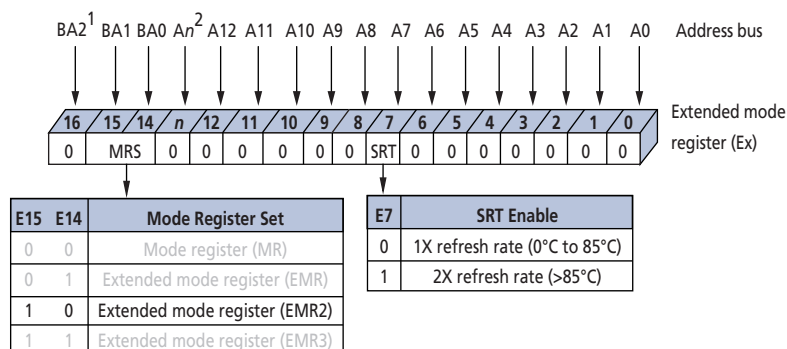 BA2¹ BA1 BA0 An² A12 A11 A10 A9 A8 A7 A6 A5 A4 A3 A2 A1 A0 Address bus
16 15 14 n 12 11 10 9 8 7 6 5 4 3 2 1 0 Extended mode
register (Ex)
0 MRS 0 0 0 0 0 0 SRT 0 0 0 0 0 0 0
E15 E14 Mode Register Set
0 0 Mode register (MR)
0 1 Extended mode register (EMR)
1 0 Extended mode register (EMR2)
1 1 Extended mode register (EMR3)
E7 SRT Enable
0 1X refresh rate (0°C to 85°C)
1 2X refresh rate (>85°C)